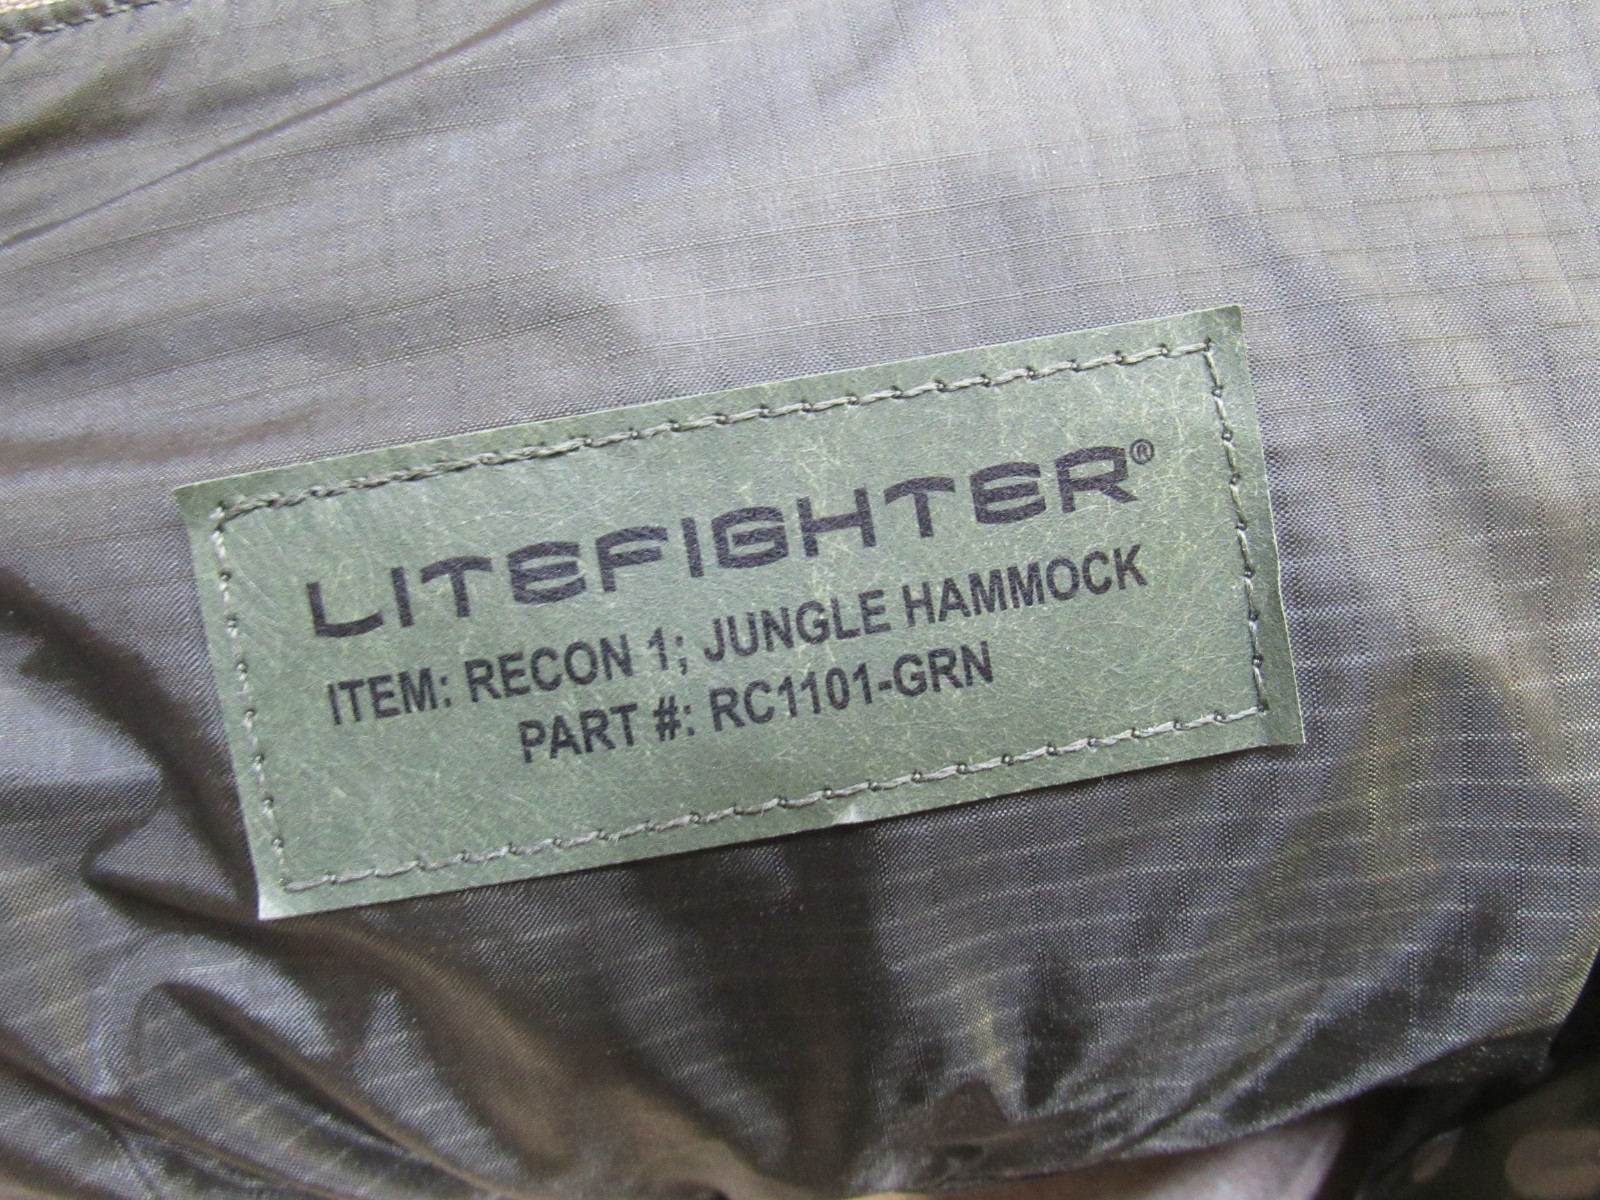 LITEFIGHTER®
ITEM: RECON 1; JUNGLE HAMMOCK
PART #: RC1101-GRN